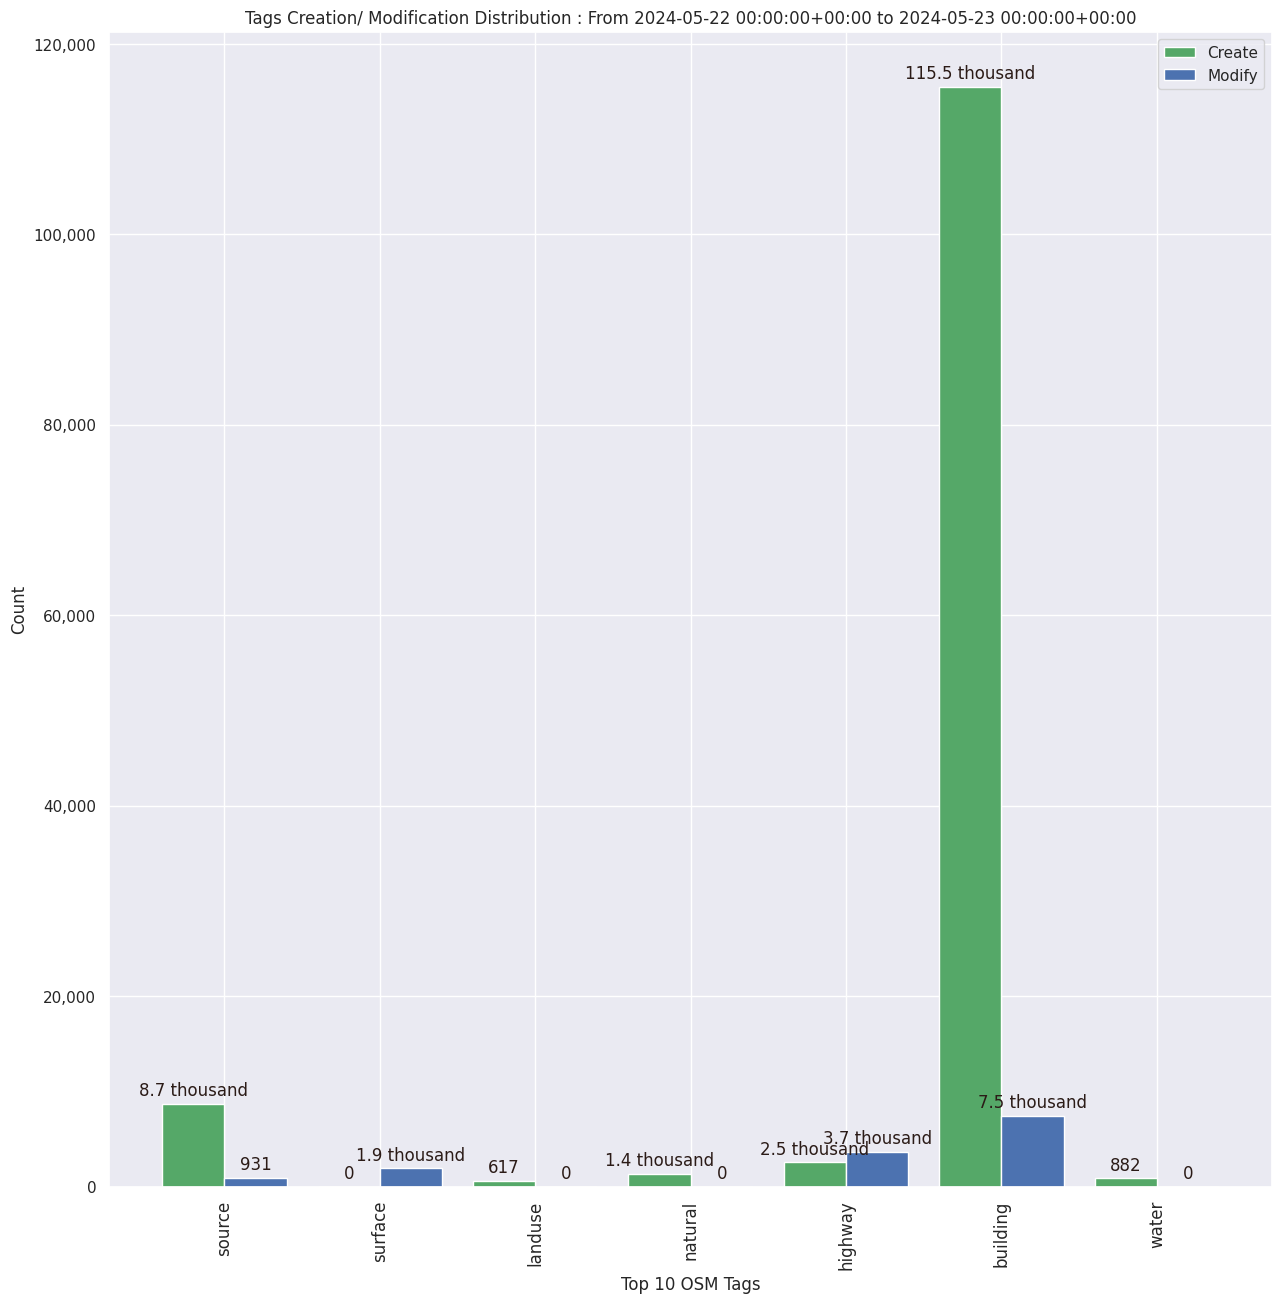 Tags Creation/ Modification Distribution : From 2024-05-22 00:00:00+00:00 to 2024-05-23 00:00:00+00:00
Create
Modify
Count
120,000
100,000
80,000
60,000
40,000
20,000
0
8.7 thousand
931
0
1.9 thousand
617
0
1.4 thousand
0
2.5 thousand
3.7 thousand
115.5 thousand
7.5 thousand
882
0
source
surface
landuse
natural
highway
building
water
Top 10 OSM Tags